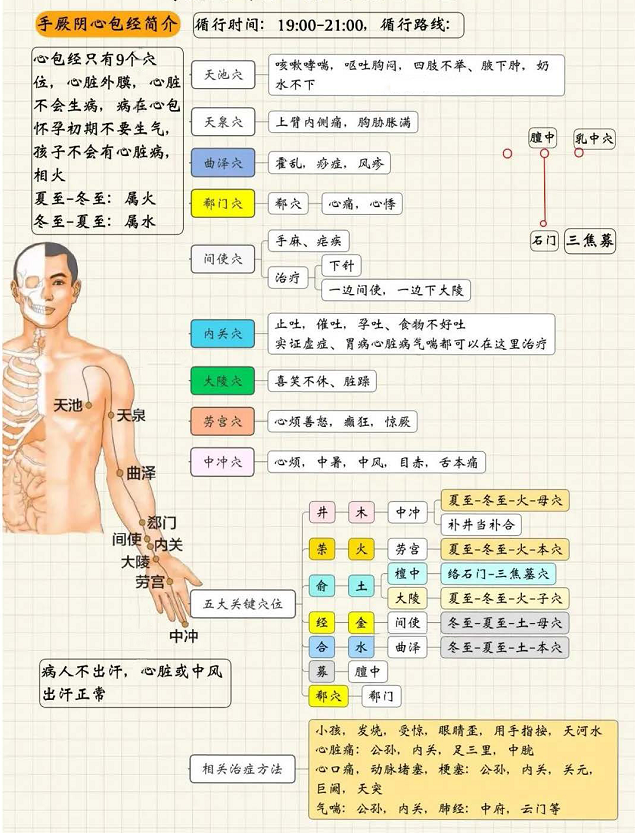 手厥阴心包经简介
循行时间：19:00-21:00，循行路线：
心包经只有9个穴
位，心脏外膜，心脏
不会生病，病在心包
怀孕初期不要生气，
孩子不会有心脏病，
相火
夏至-冬至：属火
冬至-夏至：属水
天池穴
咳嗽哮喘，呕吐胸闷，四肢不举、腋下肿，奶
水不下
天泉穴
上臂内侧痛，胸胁胀满
曲泽穴
霍乱，痧症，风疹
郗门穴
郗穴
心痛，心悸
间使穴
手麻、疟疾
治疗
下针
一边间使，一边下大陵
内关穴
止吐，催吐，孕吐、食物不好吐
实证虚症、胃病心脏病气喘都可以在这里治疗
大陵穴
喜笑不休、脏躁
劳宫穴
心烦善怒，癫狂，惊厥
中冲穴
心烦，中暑，中风，目赤，舌本痛
膻中
乳中穴
石门
三焦募
天池
天泉
曲泽
郄门
间使
内关
大陵
劳宫
中冲
五大关键穴位
井
木
中冲
夏至-冬至-火-母穴
补井当补合
荥
火
劳宫
夏至-冬至-火-本穴
俞
土
檀中
络石门-三焦墓穴
大陵
夏至-冬至-火-子穴
经
金
间使
冬至-夏至-土-母穴
合
水
曲泽
冬至-夏至-土-本穴
募
膻中
郗穴
郗门
病人不出汗，心脏或中风
出汗正常
相关治症方法
小孩，发烧，受惊，眼睛歪，用手指按，天河水
心脏痛：公孙，内关，足三里，中脘
心口痛，动脉堵塞，梗塞：公孙，内关，关元，
巨阙，天突
气喘：公孙，内关，肺经：中府，云门等